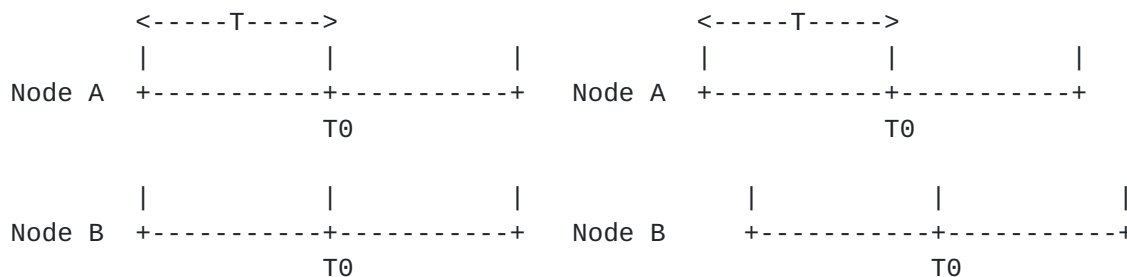 <-----T----->              <-----T----->
        |           |           |           |           |           |
Node A  +-----------+-----------+   Node A  +-----------+-----------+
                    T0                                  T0
        |           |           |              |           |           |
Node B  +-----------+-----------+   Node B     +-----------+-----------+
                    T0                                     T0